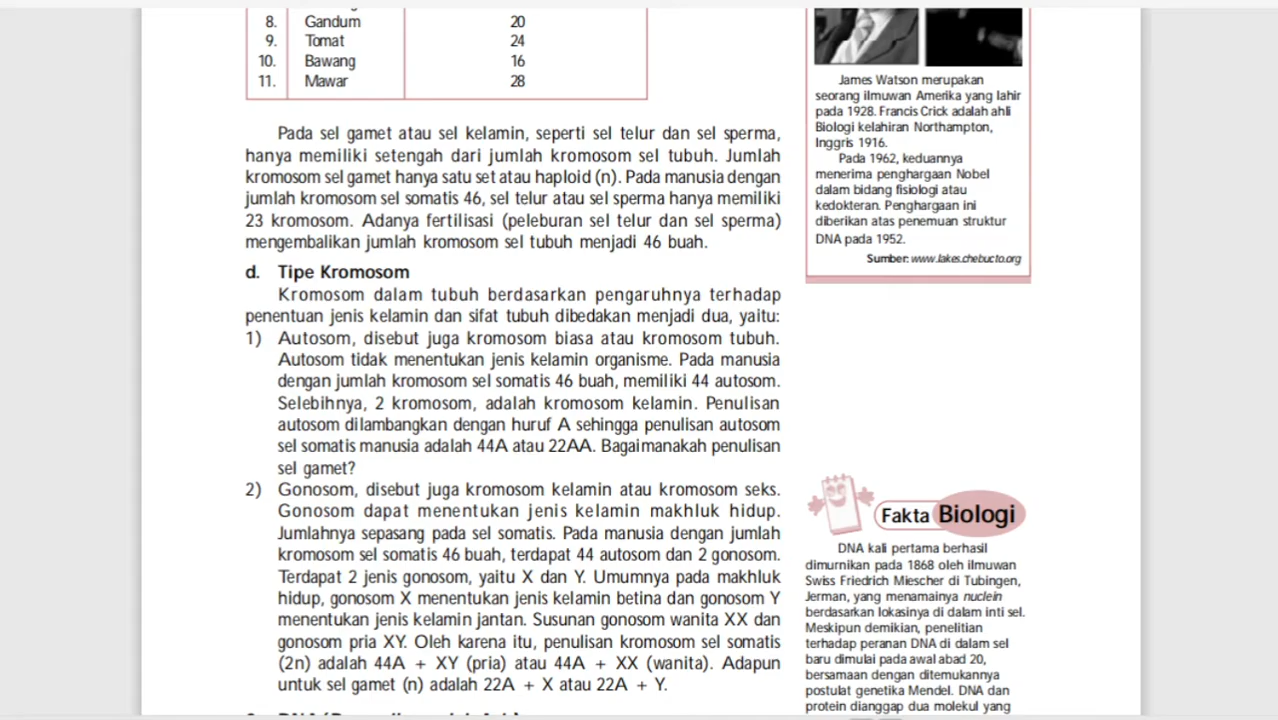 8. Gandum 20
9. Tomat 24
10. Bawang 16
11. Mawar 28
Pada sel gamet atau sel kelamin, seperti sel telur dan sel sperma,
hanya memiliki setengah dari jumlah kromosom sel tubuh. Jumlah
kromosom sel gamet hanya satu set atau haploid (n). Pada manusia dengan
jumlah kromosom sel somatis 46, sel telur atau sel sperma hanya memiliki
23 kromosom. Adanya fertilisasi (peleburan sel telur dan sel sperma)
mengembalikan jumlah kromosom sel tubuh menjadi 46 buah.
d. Tipe Kromosom
Kromosom dalam tubuh berdasarkan pengaruhnya terhadap
penentuan jenis kelamin dan sifat tubuh dibedakan menjadi dua, yaitu:
1) Autosom, disebut juga kromosom biasa atau kromosom tubuh.
Autosom tidak menentukan jenis kelamin organisme. Pada manusia
dengan jumlah kromosom sel somatis 46 buah, memiliki 44 autosom.
Selebihnya, 2 kromosom, adalah kromosom kelamin. Penulisan
autosom dilambangkan dengan huruf A sehingga penulisan autosom
sel somatis manusia adalah 44A atau 22AA. Bagaimanakah penulisan
sel gamet?
2) Gonosom, disebut juga kromosom kelamin atau kromosom seks.
Gonosom dapat menentukan jenis kelamin makhluk hidup.
Jumlahnya sepasang pada sel somatis. Pada manusia dengan jumlah
kromosom sel somatis 46 buah, terdapat 44 autosom dan 2 gonosom.
Terdapat 2 jenis gonosom, yaitu X dan Y. Umumnya pada makhluk
hidup, gonosom X menentukan jenis kelamin betina dan gonosom Y
menentukan jenis kelamin jantan. Susunan gonosom wanita XX dan
gonosom pria XY. Oleh karena itu, penulisan kromosom sel somatis
(2n) adalah 44A + XY (pria) atau 44A + XX (wanita). Adapun
untuk sel gamet (n) adalah 22A + X atau 22A + Y.
James Watson merupakan
seorang ilmuwan Amerika yang lahir
pada 1928. Francis Crick adalah ahli
Biologi kelahiran Northampton,
Inggris 1916.
Pada 1962, keduannya
menerima penghargaan Nobel
dalam bidang fisiologi atau
kedokteran. Penghargaan ini
diberikan atas penemuan struktur
DNA pada 1952.
Sumber: www.lakes.chebucto.org
Fakta Biologi
DNA kali pertama berhasil
dimurnikan pada 1868 oleh ilmuwan
Swiss Friedrich Miescher di Tubingen,
Jerman, yang menamainya nuclein
berdasarkan lokasinya di dalam inti sel.
Meskipun demikian, penelitian
terhadap peranan DNA di dalam sel
baru dimulai pada awal abad 20,
bersamaan dengan ditemukannya
postulat genetika Mendel. DNA dan
protein dianggap dua molekul yang